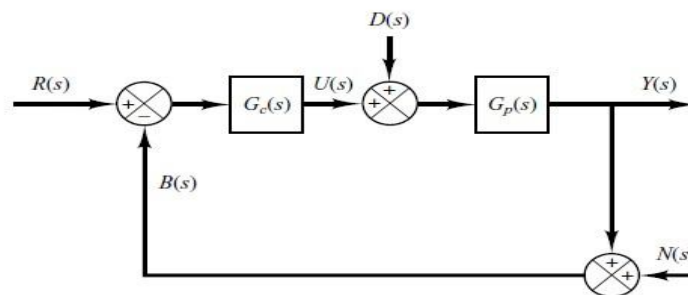 D(s)
R(s)
+
−
G_c(s)
U(s)
+
+
G_p(s)
Y(s)
B(s)
+
+
N(s